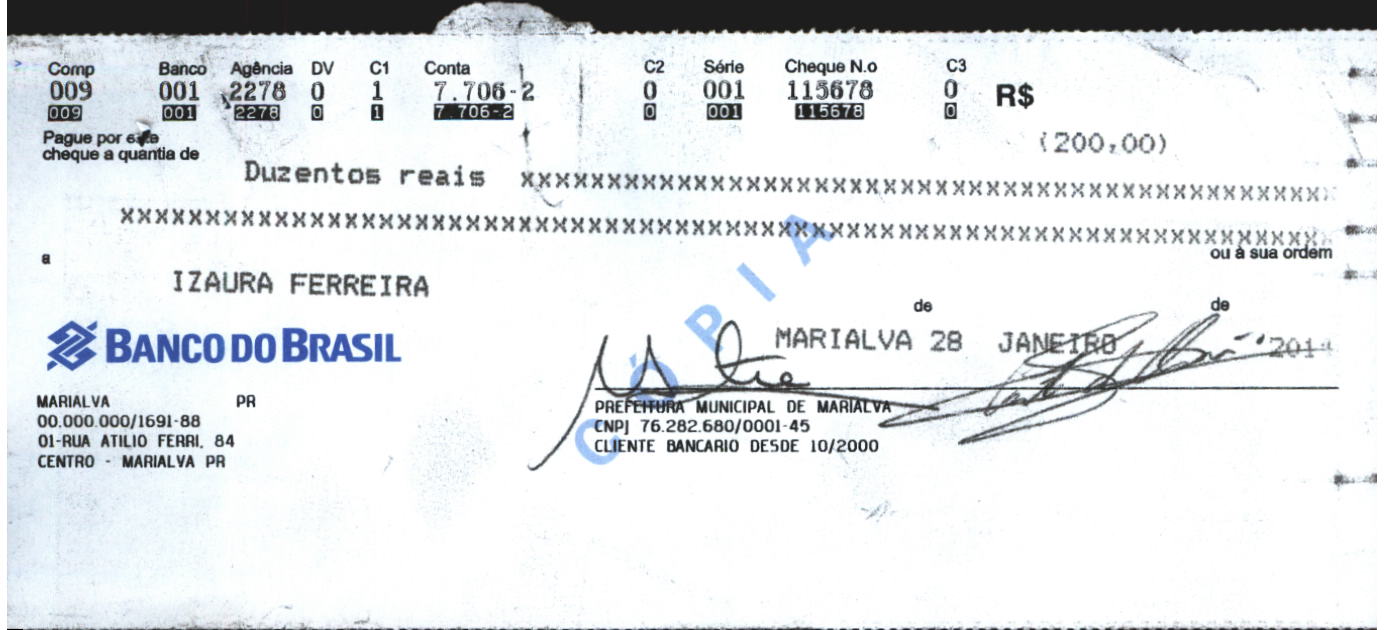 Comp Banco Agência DV C1 Conta C2 Série Cheque N.o C3
009 001 2278 0 1 7.706-2 0 001 115678 0 R$
009 001 2278 0 1 7.706-2 0 001 115678 0
Pague por este
cheque a quantia de
(200,00)
Duzentos reais xxxxxxxxxxxxxxxxxxxxxxxxxxxxxxxxxxxxxxxxxxxxxxxx
xxxxxxxxxxxxxxxxxxxxxxxxxxxxxxxxxxxxxxxxxxxxxxxxxxxxxxxxxxxxxxxxxxxxxx
a
ou à sua ordem
IZAURA FERREIRA
de de
MARIALVA 28 JANEIRO
BANCO DO BRASIL
CÓPIA
MARIALVA PR
00.000.000/1691-88
01-RUA ATILIO FERRI, 84
CENTRO - MARIALVA PR
PREFEITURA MUNICIPAL DE MARIALVA
CNPJ 76.282.680/0001-45
CLIENTE BANCARIO DESDE 10/2000